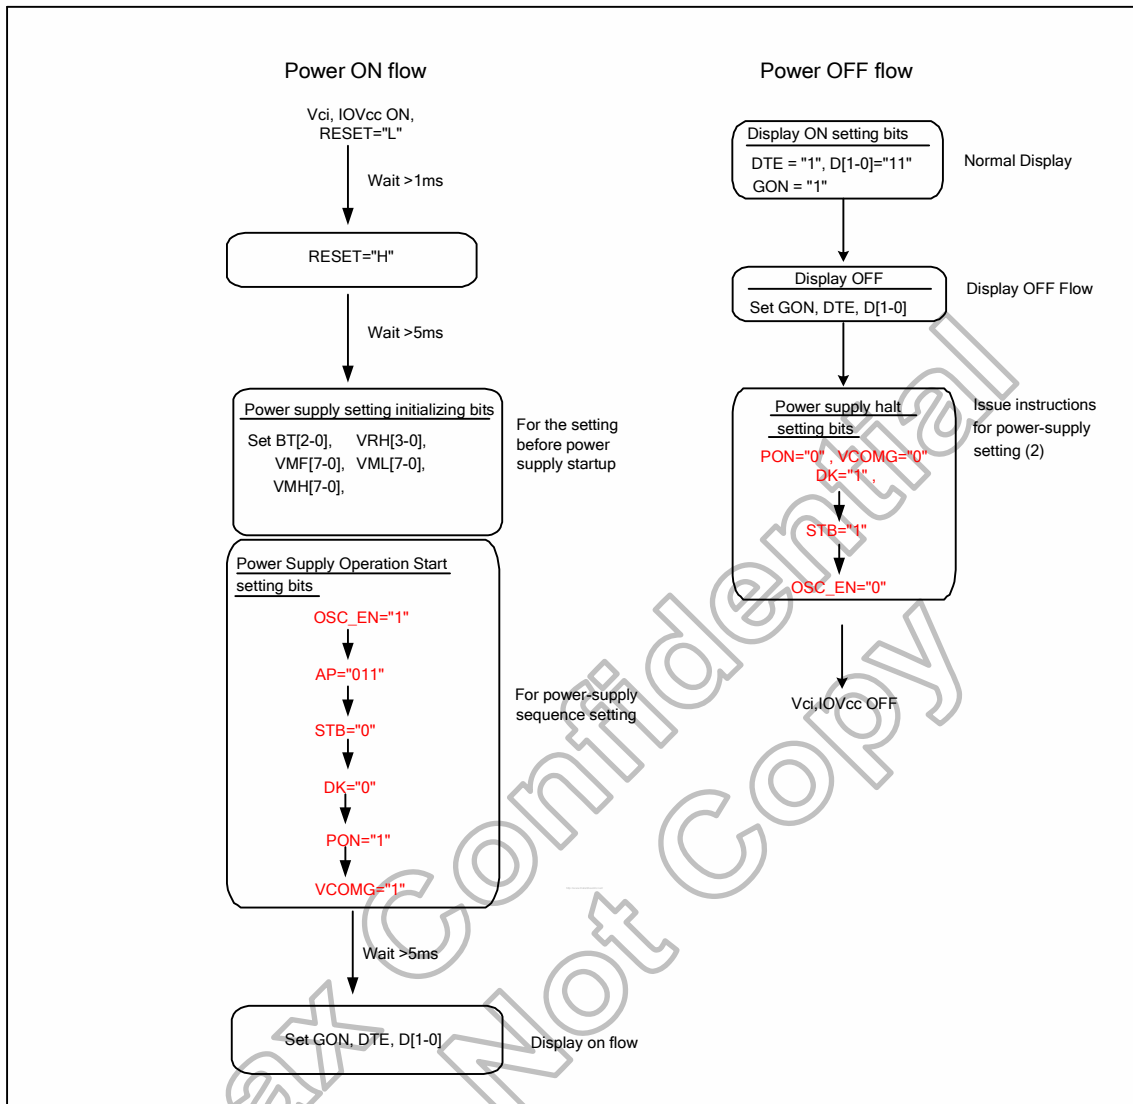 Power ON flow
Vci, IOVcc ON,
RESET="L"
Wait >1ms
RESET="H"
Wait >5ms
Power supply setting initializing bits
Set BT[2-0], VRH[3-0],
VMF[7-0], VML[7-0],
VMH[7-0],
For the setting
before power
supply startup
Power Supply Operation Start
setting bits
OSC_EN="1"
AP="011"
STB="0"
DK="0"
PON="1"
VCOMG="1"
For power-supply
sequence setting
Wait >5ms
Set GON, DTE, D[1-0]
Display on flow
Power OFF flow
Display ON setting bits
DTE = "1", D[1-0]="11"
GON = "1"
Normal Display
Display OFF
Set GON, DTE, D[1-0]
Display OFF Flow
Power supply halt
setting bits
PON="0" , VCOMG="0"
DK="1" ,
STB="1"
OSC_EN="0"
Issue instructions
for power-supply
setting (2)
Vci,IOVcc OFF
ax Confidential
Not Copy